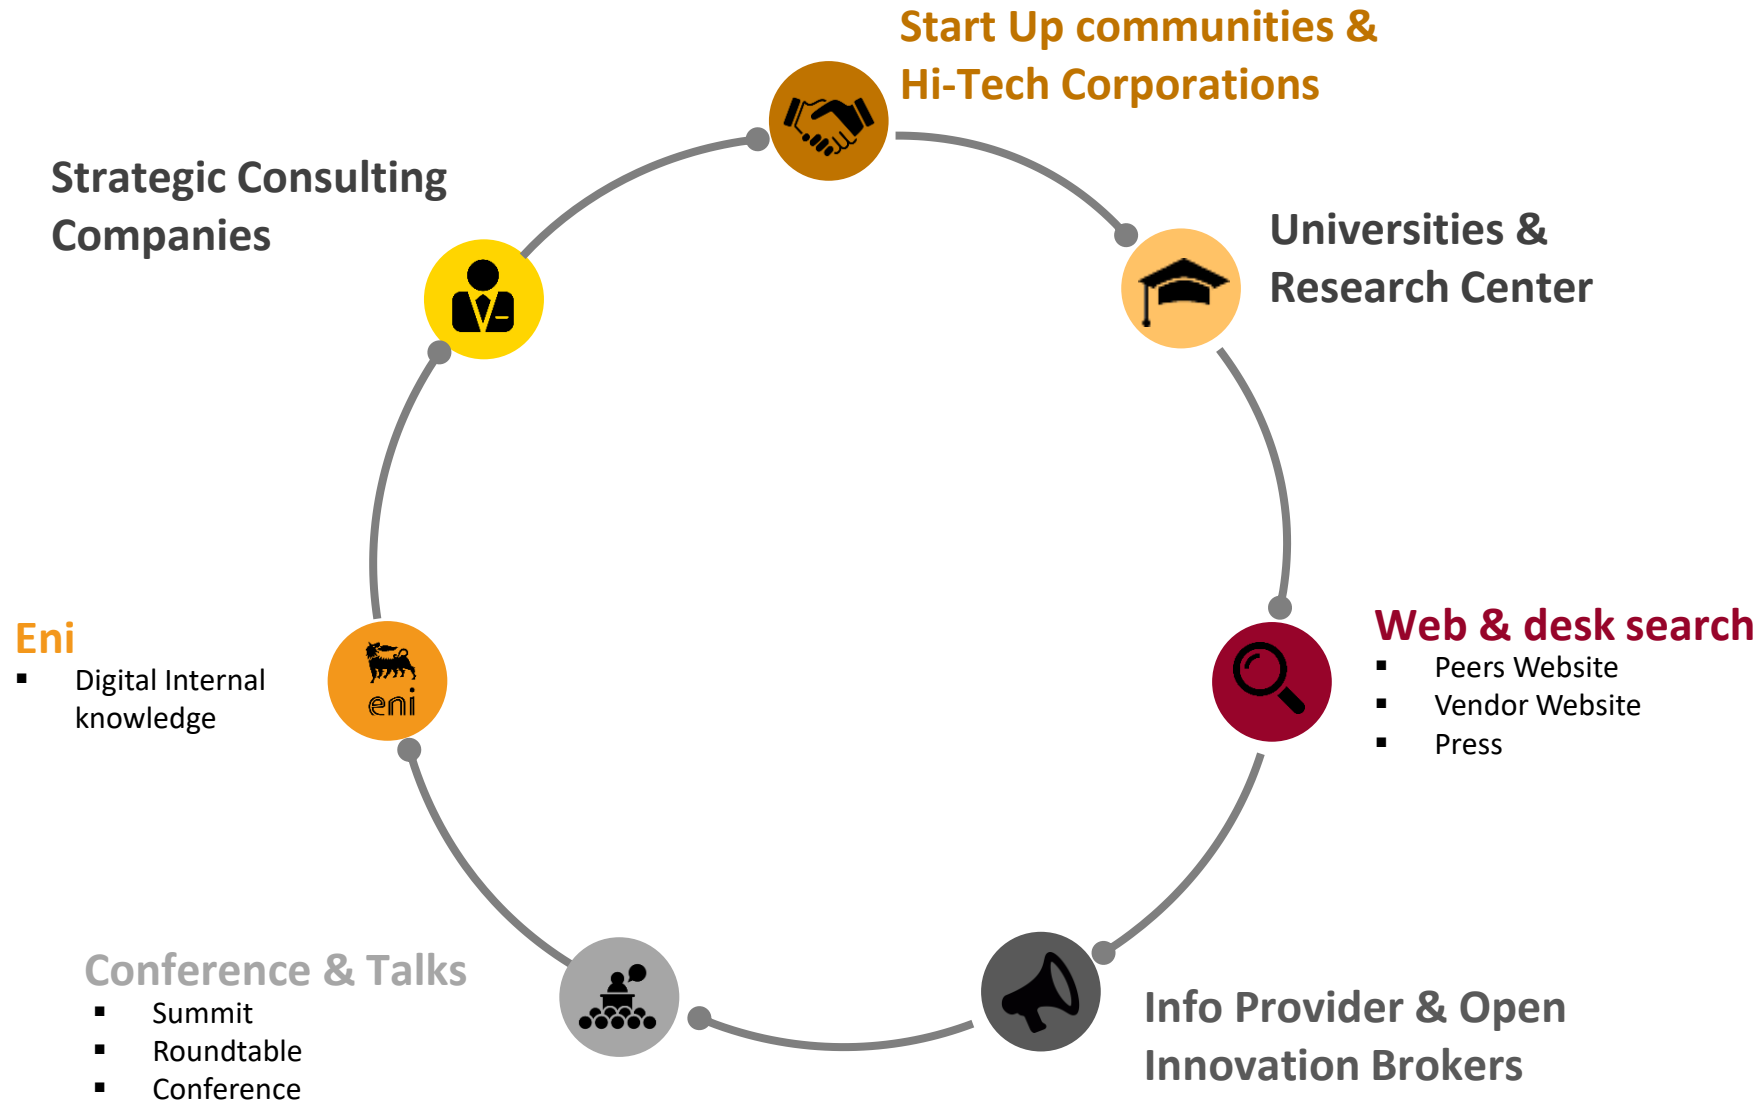 Start Up communities &
Hi-Tech Corporations
Strategic Consulting
Companies
Universities &
Research Center
Eni
▪ Digital Internal
knowledge
eni
Web & desk search
▪ Peers Website
▪ Vendor Website
▪ Press
Conference & Talks
▪ Summit
▪ Roundtable
▪ Conference
Info Provider & Open
Innovation Brokers